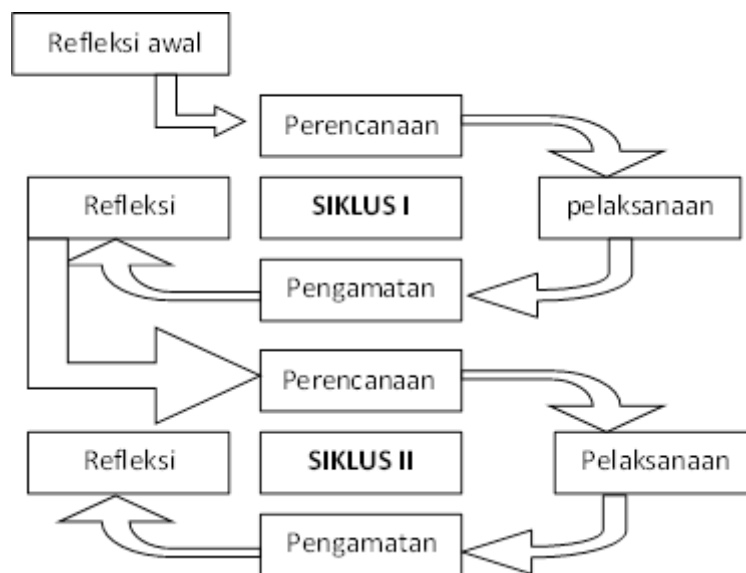 Refleksi awal
Perencanaan
Refleksi
SIKLUS I
pelaksanaan
Pengamatan
Perencanaan
Refleksi
SIKLUS II
Pelaksanaan
Pengamatan